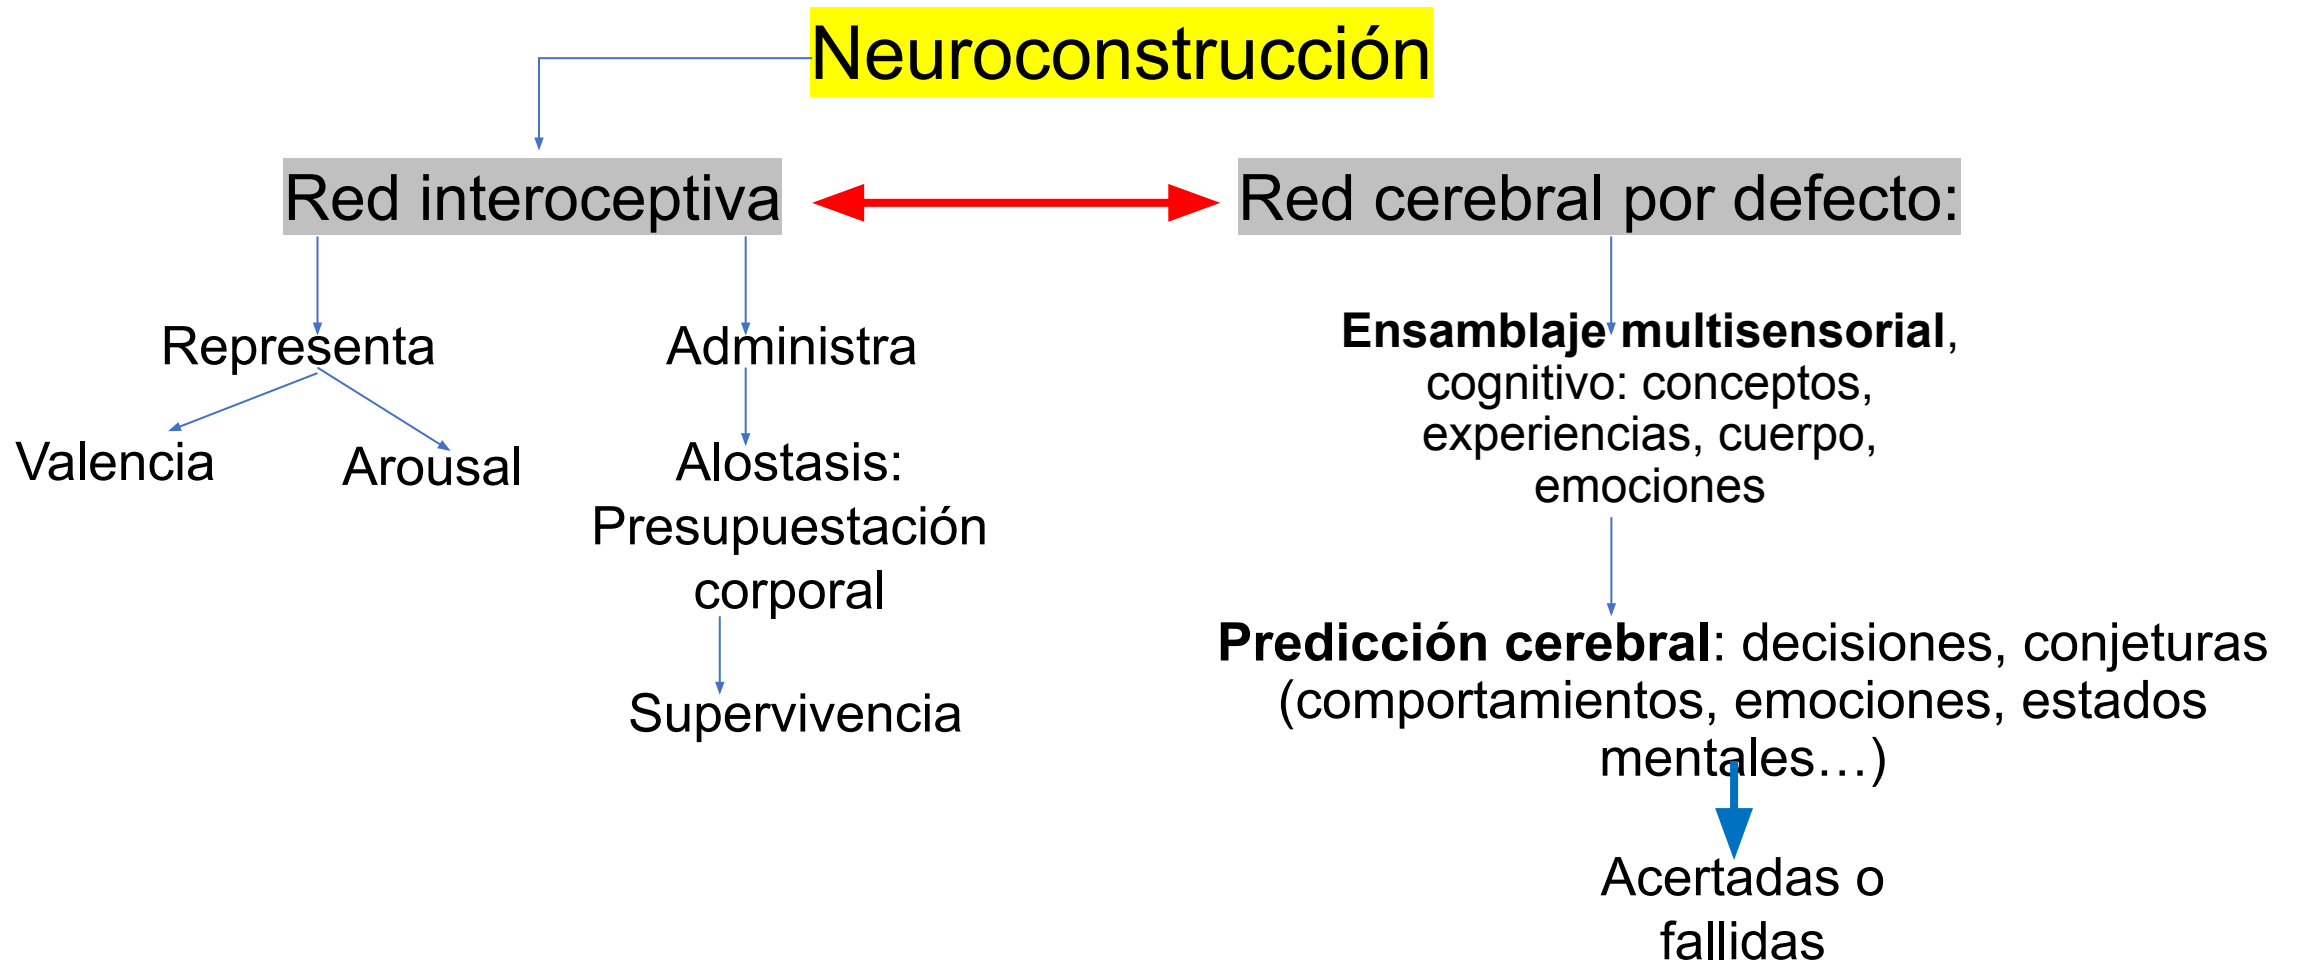 Neuroconstrucción
Red interoceptiva
Red cerebral por defecto:
Representa
Administra
Valencia
Arousal
Alostasis:
Presupuestación
corporal
Supervivencia
Ensamblaje multisensorial,
cognitivo: conceptos,
experiencias, cuerpo,
emociones
Predicción cerebral: decisiones, conjeturas
(comportamientos, emociones, estados
mentales…)
Acertadas o
fallidas